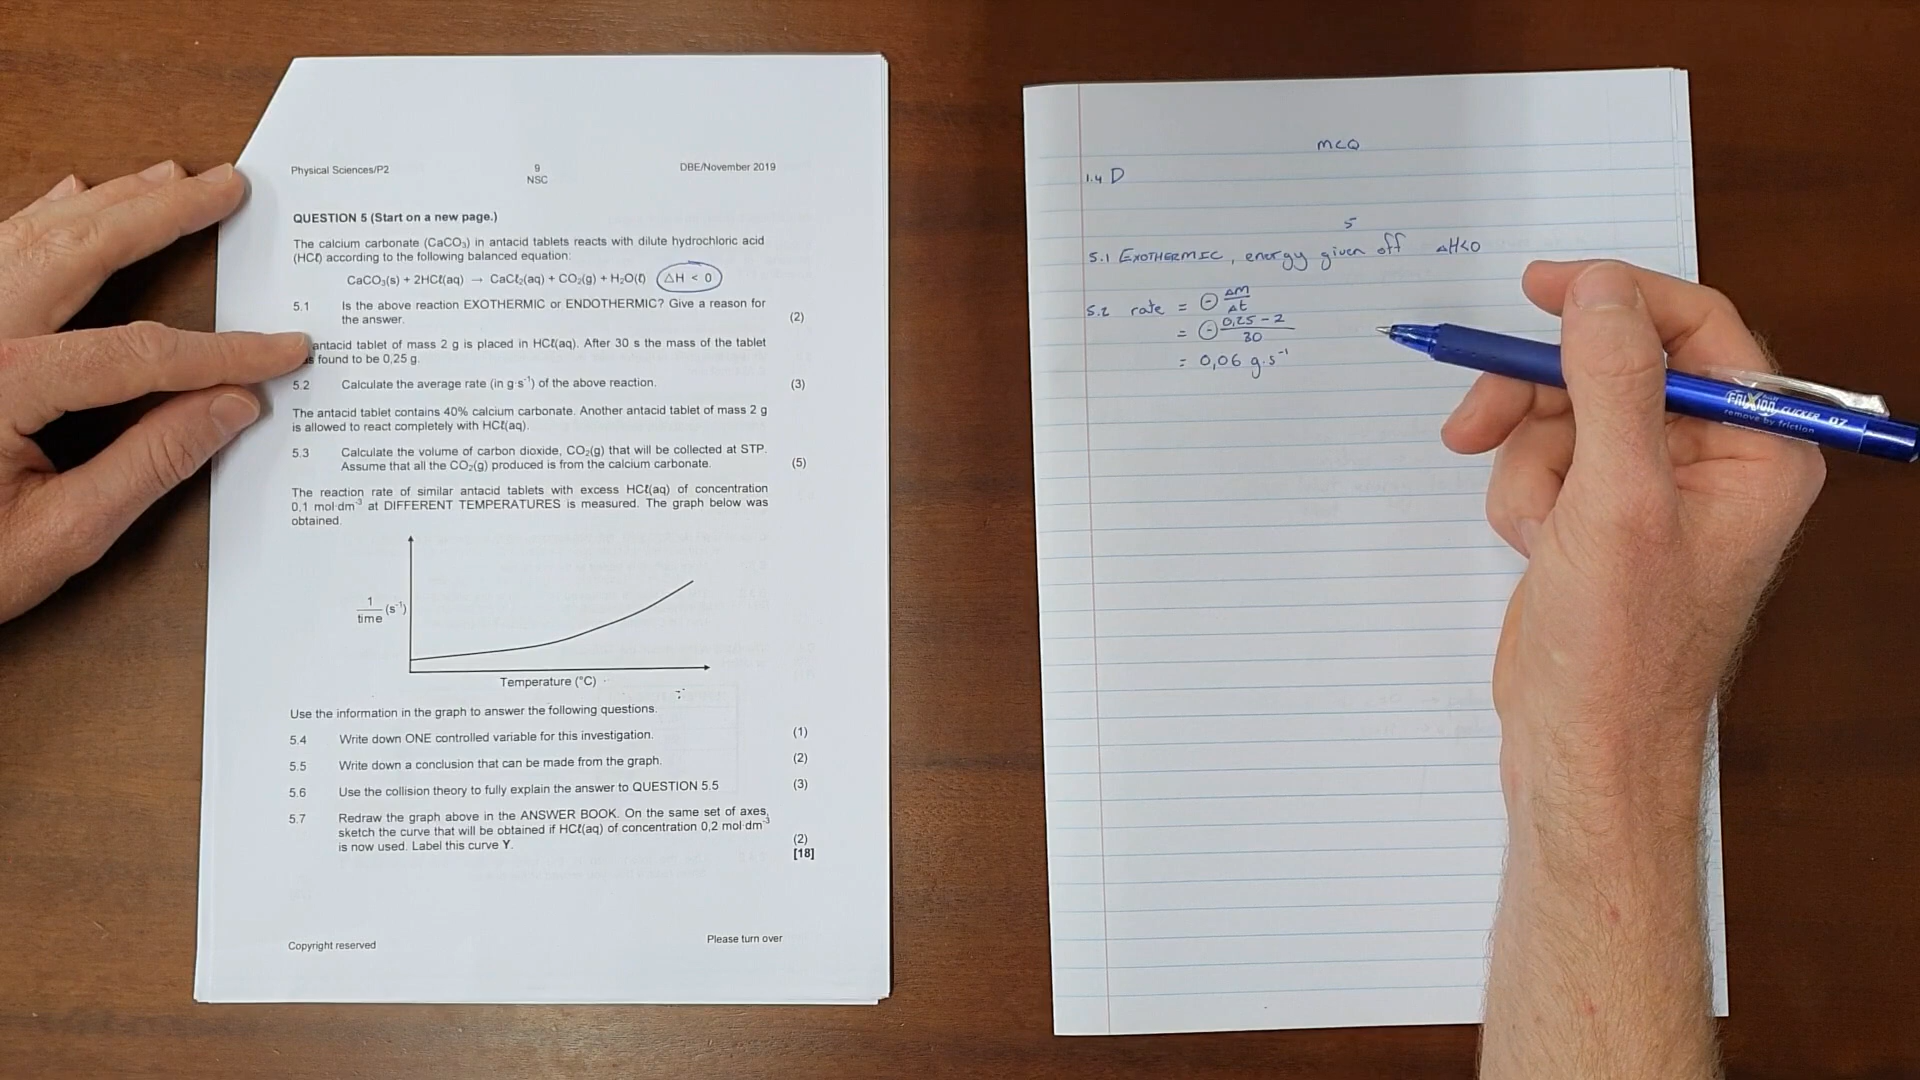 Physical Sciences/P2
9
NSC
DBE/November 2019
QUESTION 5 (Start on a new page.)
The calcium carbonate (CaCO₃) in antacid tablets reacts with dilute hydrochloric acid
(HCℓ) according to the following balanced equation:
CaCO₃(s) + 2HCℓ(aq) → CaCℓ₂(aq) + CO₂(g) + H₂O(ℓ) ΔH < 0
5.1 Is the above reaction EXOTHERMIC or ENDOTHERMIC? Give a reason for
the answer. (2)
antacid tablet of mass 2 g is placed in HCℓ(aq). After 30 s the mass of the tablet
found to be 0,25 g.
5.2 Calculate the average rate (in g·s⁻¹) of the above reaction. (3)
The antacid tablet contains 40% calcium carbonate. Another antacid tablet of mass 2 g
is allowed to react completely with HCℓ(aq).
5.3 Calculate the volume of carbon dioxide, CO₂(g) that will be collected at STP.
Assume that all the CO₂(g) produced is from the calcium carbonate. (5)
The reaction rate of similar antacid tablets with excess HCℓ(aq) of concentration
0,1 mol·dm⁻³ at DIFFERENT TEMPERATURES is measured. The graph below was
obtained.
1/time (s⁻¹)
Temperature (°C)
Use the information in the graph to answer the following questions.
5.4 Write down ONE controlled variable for this investigation. (1)
5.5 Write down a conclusion that can be made from the graph. (2)
5.6 Use the collision theory to fully explain the answer to QUESTION 5.5 (3)
5.7 Redraw the graph above in the ANSWER BOOK. On the same set of axes,
sketch the curve that will be obtained if HCℓ(aq) of concentration 0,2 mol·dm⁻³
is now used. Label this curve Y. (2)
[18]
Copyright reserved
Please turn over
MCQ
1.4 D
5
5.1 EXOTHERMIC, energy given off ΔH<0
5.2 rate = - ΔM/Δt
= - 0,25 - 2/30
= 0,06 g.s⁻¹
FRIXION CLICKER 07
remove by friction